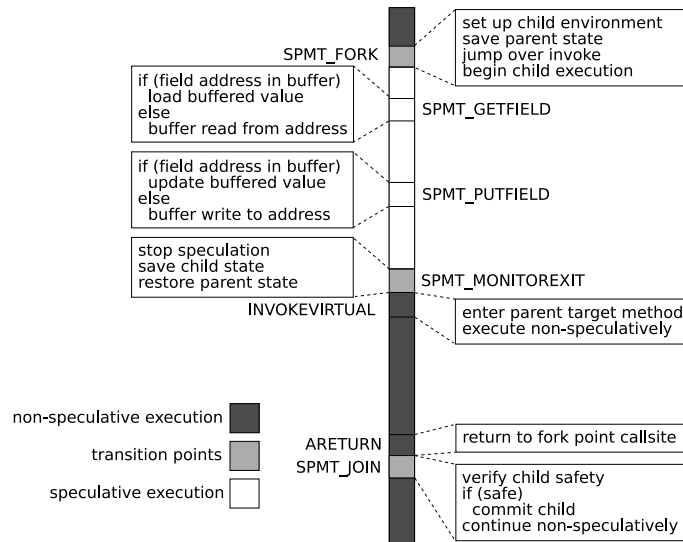 set up child environment
save parent state
jump over invoke
begin child execution
SPMT_FORK
if (field address in buffer)
load buffered value
else
buffer read from address
SPMT_GETFIELD
if (field address in buffer)
update buffered value
else
buffer write to address
SPMT_PUTFIELD
stop speculation
save child state
restore parent state
SPMT_MONITOREXIT
INVOKEVIRTUAL
enter parent target method
execute non-speculatively
non-speculative execution
transition points
speculative execution
ARETURN
return to fork point callsite
SPMT_JOIN
verify child safety
if (safe)
commit child
continue non-speculatively